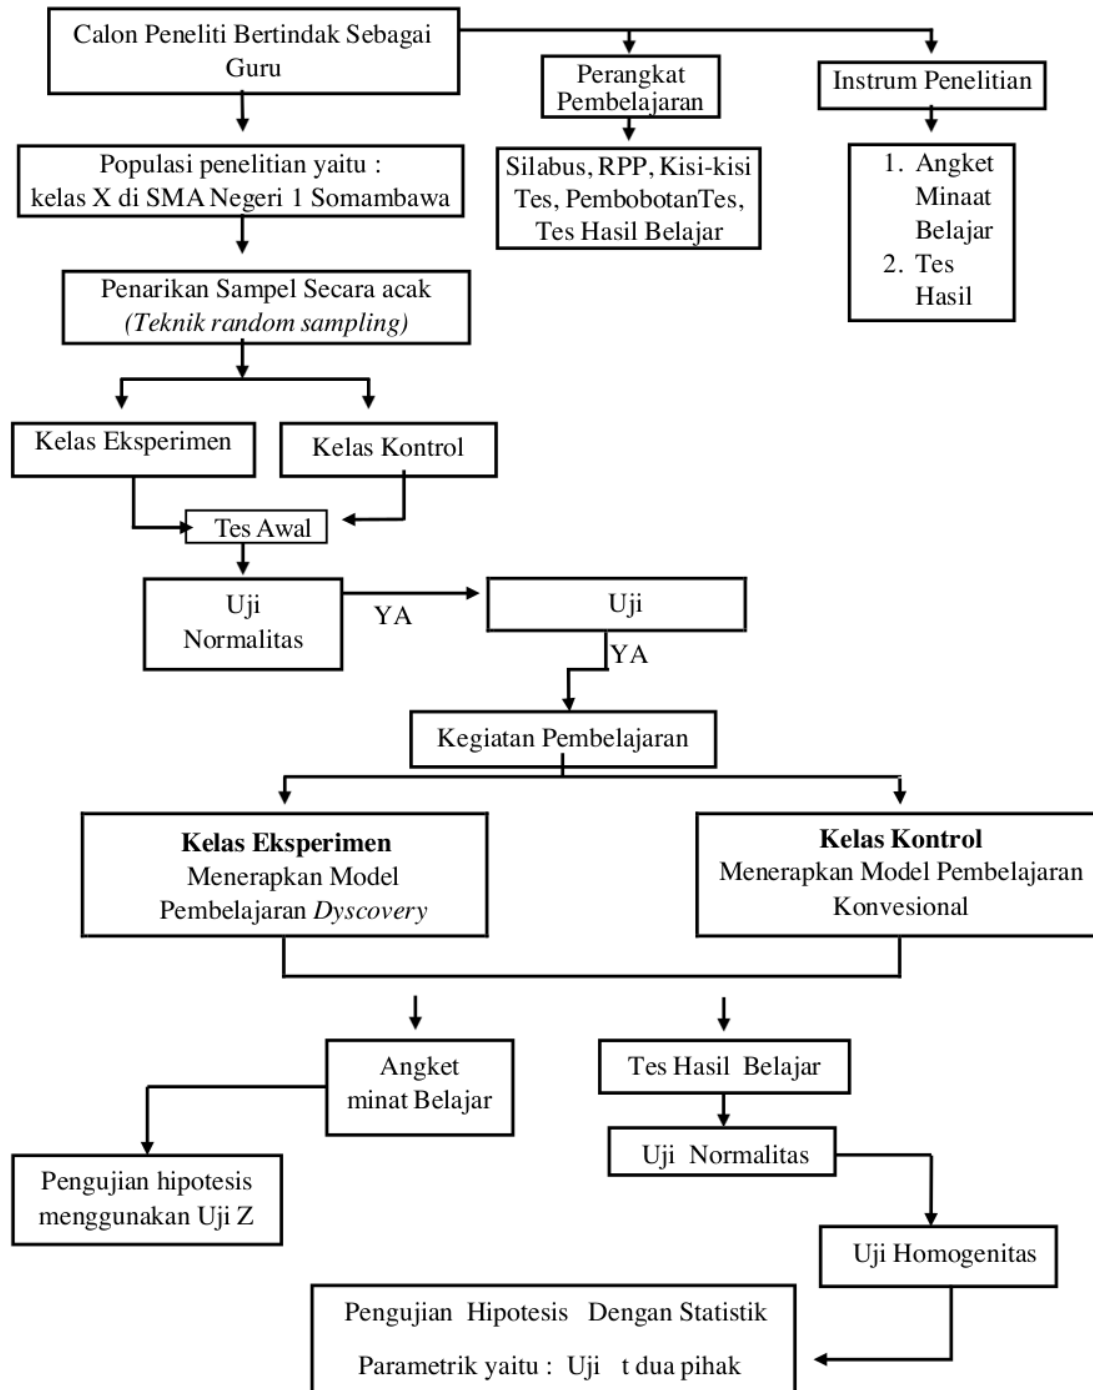 Calon Peneliti Bertindak Sebagai
Guru
Perangkat
Pembelajaran
Instrum Penelitian
Populasi penelitian yaitu :
kelas X di SMA Negeri 1 Somambawa
Silabus, RPP, Kisi-kisi
Tes, PembobotanTes,
Tes Hasil Belajar
1. Angket
Minaat
Belajar
2. Tes
Hasil
Penarikan Sampel Secara acak
(Teknik random sampling)
Kelas Eksperimen
Kelas Kontrol
Tes Awal
Uji
Normalitas
YA
Uji
YA
Kegiatan Pembelajaran
Kelas Eksperimen
Menerapkan Model
Pembelajaran Dyscovery
Kelas Kontrol
Menerapkan Model Pembelajaran
Konvesional
Angket
minat Belajar
Tes Hasil Belajar
Uji Normalitas
Pengujian hipotesis
menggunakan Uji Z
Uji Homogenitas
Pengujian Hipotesis Dengan Statistik
Parametrik yaitu : Uji t dua pihak